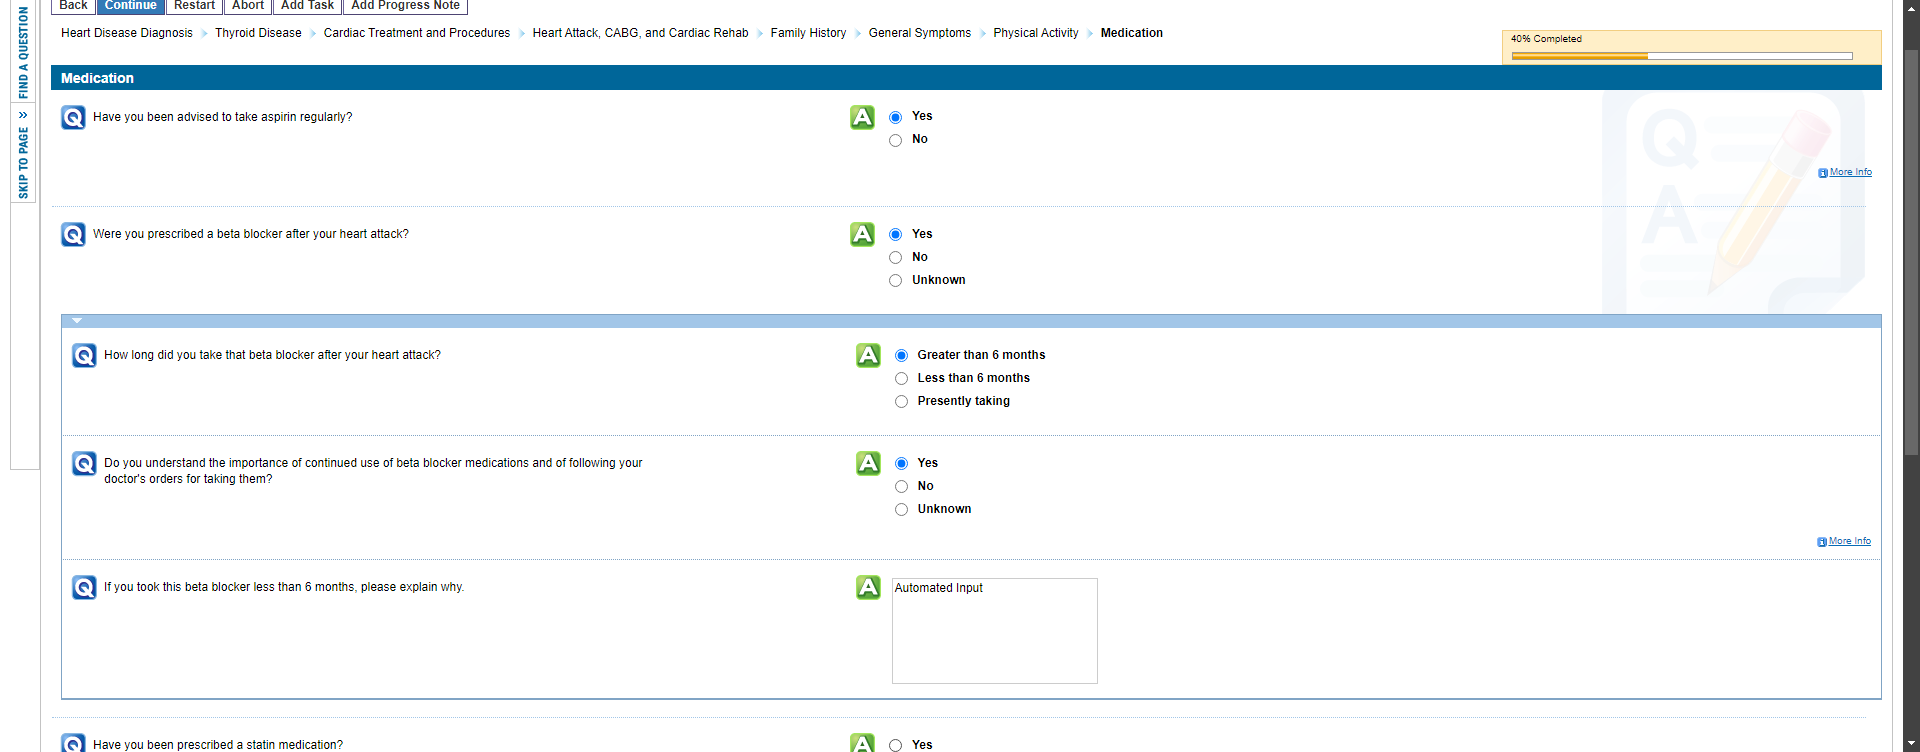 Back Continue Restart Abort Add Task Add Progress Note
FIND A QUESTION
SKIP TO PAGE »
Heart Disease Diagnosis Thyroid Disease Cardiac Treatment and Procedures Heart Attack, CABG, and Cardiac Rehab Family History General Symptoms Physical Activity Medication
40% Completed
Medication
Q Have you been advised to take aspirin regularly?
A Yes
No
More Info
Q
A
Q Were you prescribed a beta blocker after your heart attack?
A Yes
No
Unknown
Q How long did you take that beta blocker after your heart attack?
A Greater than 6 months
Less than 6 months
Presently taking
Q Do you understand the importance of continued use of beta blocker medications and of following your
doctor's orders for taking them?
A Yes
No
Unknown
More Info
Q If you took this beta blocker less than 6 months, please explain why.
A Automated Input
Q Have you been prescribed a statin medication?
A Yes